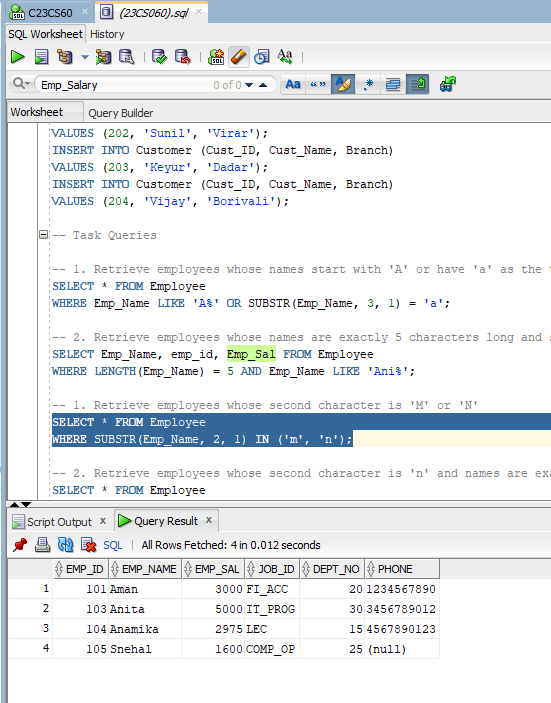 C23CS60 (23CS060).sql
SQL Worksheet History
Emp_Salary 0 of 0 Aa “ ” .*
Worksheet Query Builder
VALUES (202, 'Sunil', 'Virar');
INSERT INTO Customer (Cust_ID, Cust_Name, Branch)
VALUES (203, 'Keyur', 'Dadar');
INSERT INTO Customer (Cust_ID, Cust_Name, Branch)
VALUES (204, 'Vijay', 'Borivali');
-- Task Queries
-- 1. Retrieve employees whose names start with 'A' or have 'a' as the
SELECT * FROM Employee
WHERE Emp_Name LIKE 'A%' OR SUBSTR(Emp_Name, 3, 1) = 'a';
-- 2. Retrieve employees whose names are exactly 5 characters long and
SELECT Emp_Name, emp_id, Emp_Sal FROM Employee
WHERE LENGTH(Emp_Name) = 5 AND Emp_Name LIKE 'Ani%';
-- 1. Retrieve employees whose second character is 'M' or 'N'
SELECT * FROM Employee
WHERE SUBSTR(Emp_Name, 2, 1) IN ('m', 'n');
-- 2. Retrieve employees whose second character is 'n' and names are exa
SELECT * FROM Employee
Script Output x Query Result x
SQL | All Rows Fetched: 4 in 0.012 seconds
EMP_ID EMP_NAME EMP_SAL JOB_ID DEPT_NO PHONE
1 101 Aman 3000 FI_ACC 20 1234567890
2 103 Anita 5000 IT_PROG 30 3456789012
3 104 Anamika 2975 LEC 15 4567890123
4 105 Snehal 1600 COMP_OP 25 (null)